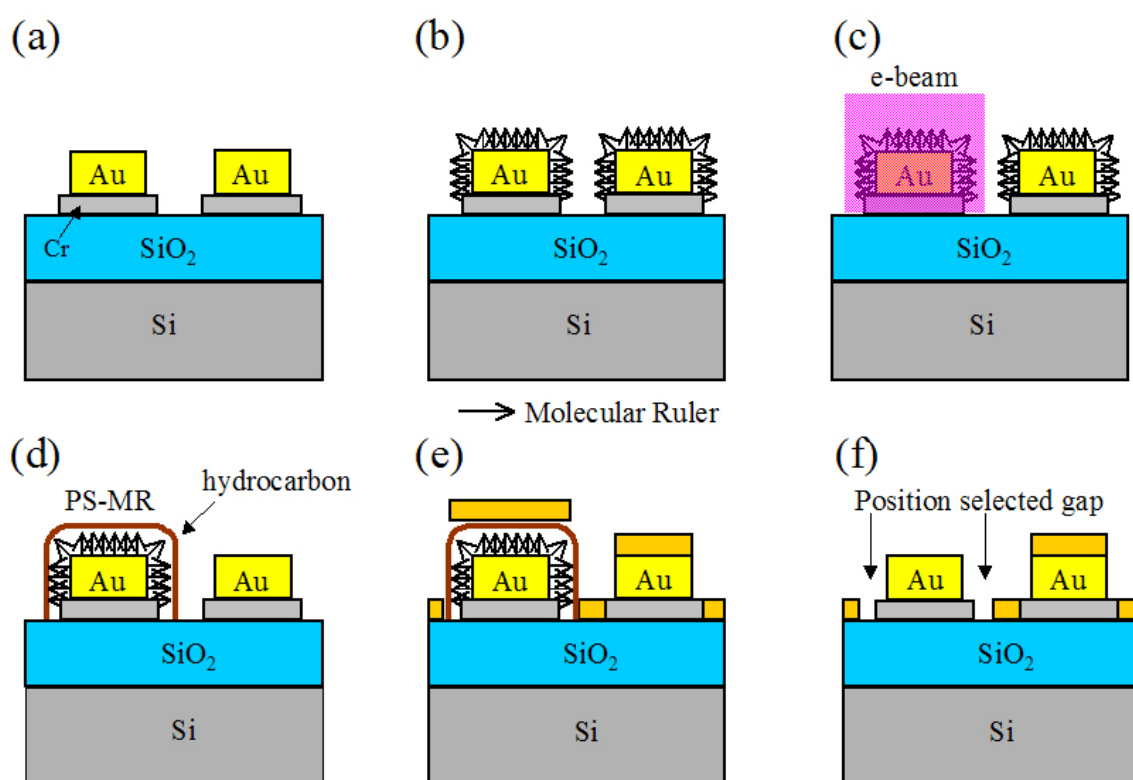 (a)
Au Au
Cr
SiO2
Si
(b)
Au Au
SiO2
Si
(c)
e-beam
Au Au
SiO2
Si
Molecular Ruler
(d)
PS-MR
hydrocarbon
Au Au
SiO2
Si
(e)
Au Au
SiO2
Si
(f)
Position selected gap
Au Au
SiO2
Si